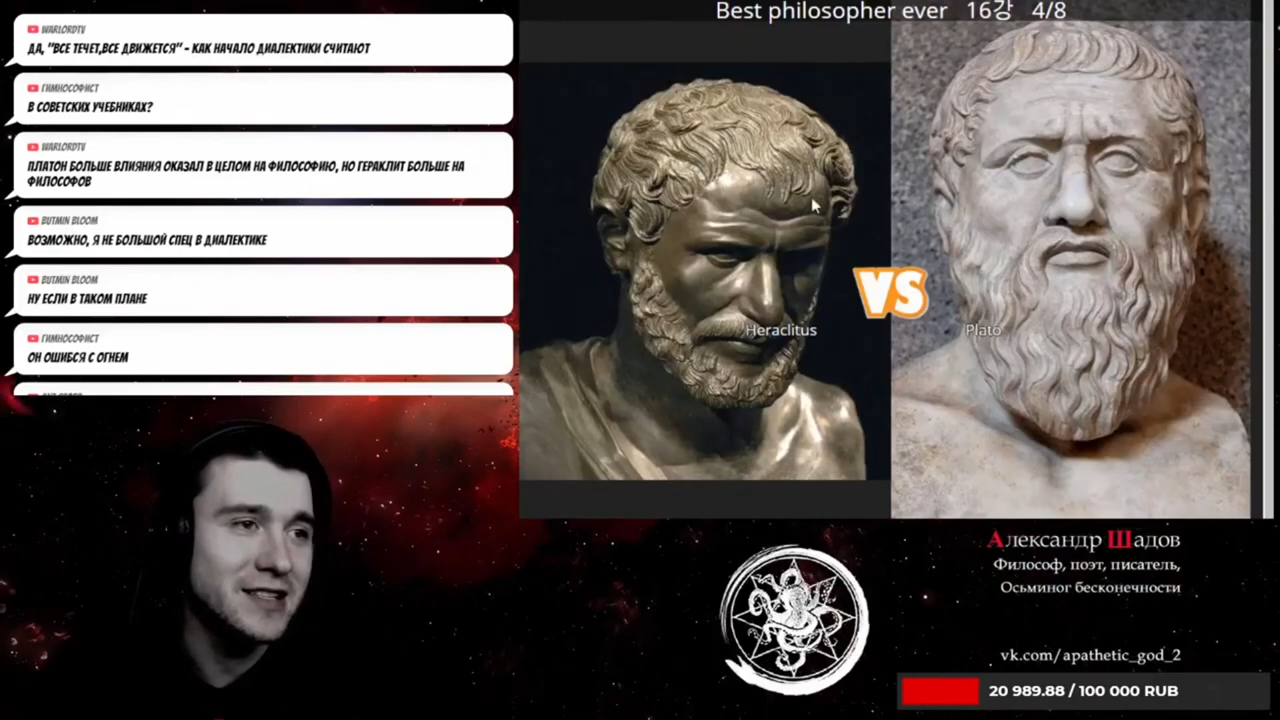 WARLORDTV
ДА, "ВСЕ ТЕЧЕТ,ВСЕ ДВИЖЕТСЯ" - КАК НАЧАЛО ДИАЛЕКТИКИ СЧИТАЮТ
ГИМНОСОФИСТ
В СОВЕТСКИХ УЧЕБНИКАХ?
WARLORDTV
ПЛАТОН БОЛЬШЕ ВЛИЯНИЯ ОКАЗАЛ В ЦЕЛОМ НА ФИЛОСОФИЮ, НО ГЕРАКЛИТ БОЛЬШЕ НА
ФИЛОСОФОВ
BUTMIN BLOOM
ВОЗМОЖНО, Я НЕ БОЛЬШОЙ СПЕЦ В ДИАЛЕКТИКЕ
BUTMIN BLOOM
НУ ЕСЛИ В ТАКОМ ПЛАНЕ
ГИМНОСОФИСТ
ОН ОШИБСЯ С ОГНЕМ
Best philosopher ever 16강 4/8
VS
Heraclitus
Plato
Александр Шадов
Философ, поэт, писатель,
Осьминог бесконечности
vk.com/apathetic_god_2
20 989.88 / 100 000 RUB